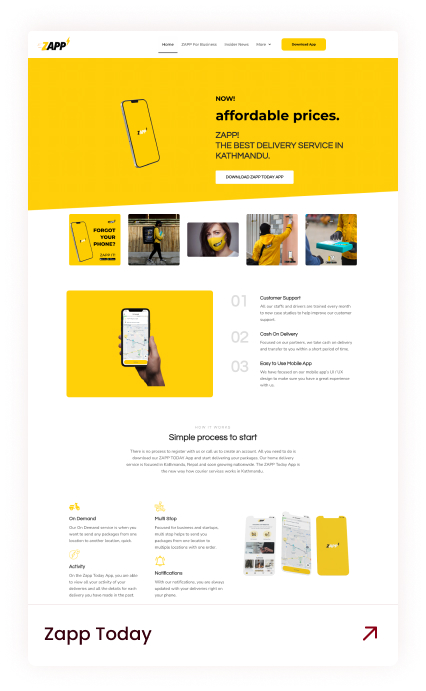 ZAPP
Home ZAPP For Business Insider News More Download App
NOW!
affordable prices.
ZAPP!
THE BEST DELIVERY SERVICE IN
KATHMANDU.
DOWNLOAD ZAPP TODAY APP
FORGOT
YOUR
PHONE?
ZAPP IT!
01 Customer Support
All our staffs and drivers are trained every month
to new case studies to help improve our customer
support.
02 Cash On Delivery
Focused on our partners, we take cash on delivery
and transfer to you within a short period of time.
03 Easy to Use Mobile App
We have focused on our mobile app's UI / UX
design to make sure you have a great experience
with us.
HOW IT WORKS
Simple process to start
There is no process to register with us or call us to create an account. All you need to do is
download our ZAPP TODAY App and start delivering your packages. Our home delivery
service is focused in Kathmandu, Nepal and soon growing nationwide. The ZAPP Today App is
the new way how courier services works in Kathmandu.
On Demand
Our On Demand service is when you
want to send any packages from one
location to another location, quick.
Multi Stop
Focused for business and startups,
multi stop helps to send you
packages from one location to
multiple locations with one order.
Activity
On the Zapp Today App, you are able
to view all your activity of your
deliveries and all the details for each
delivery you have made in the past.
Notifications
With our notifications, you are always
updated with your deliveries right on
your phone.
ZAPP
Zapp Today